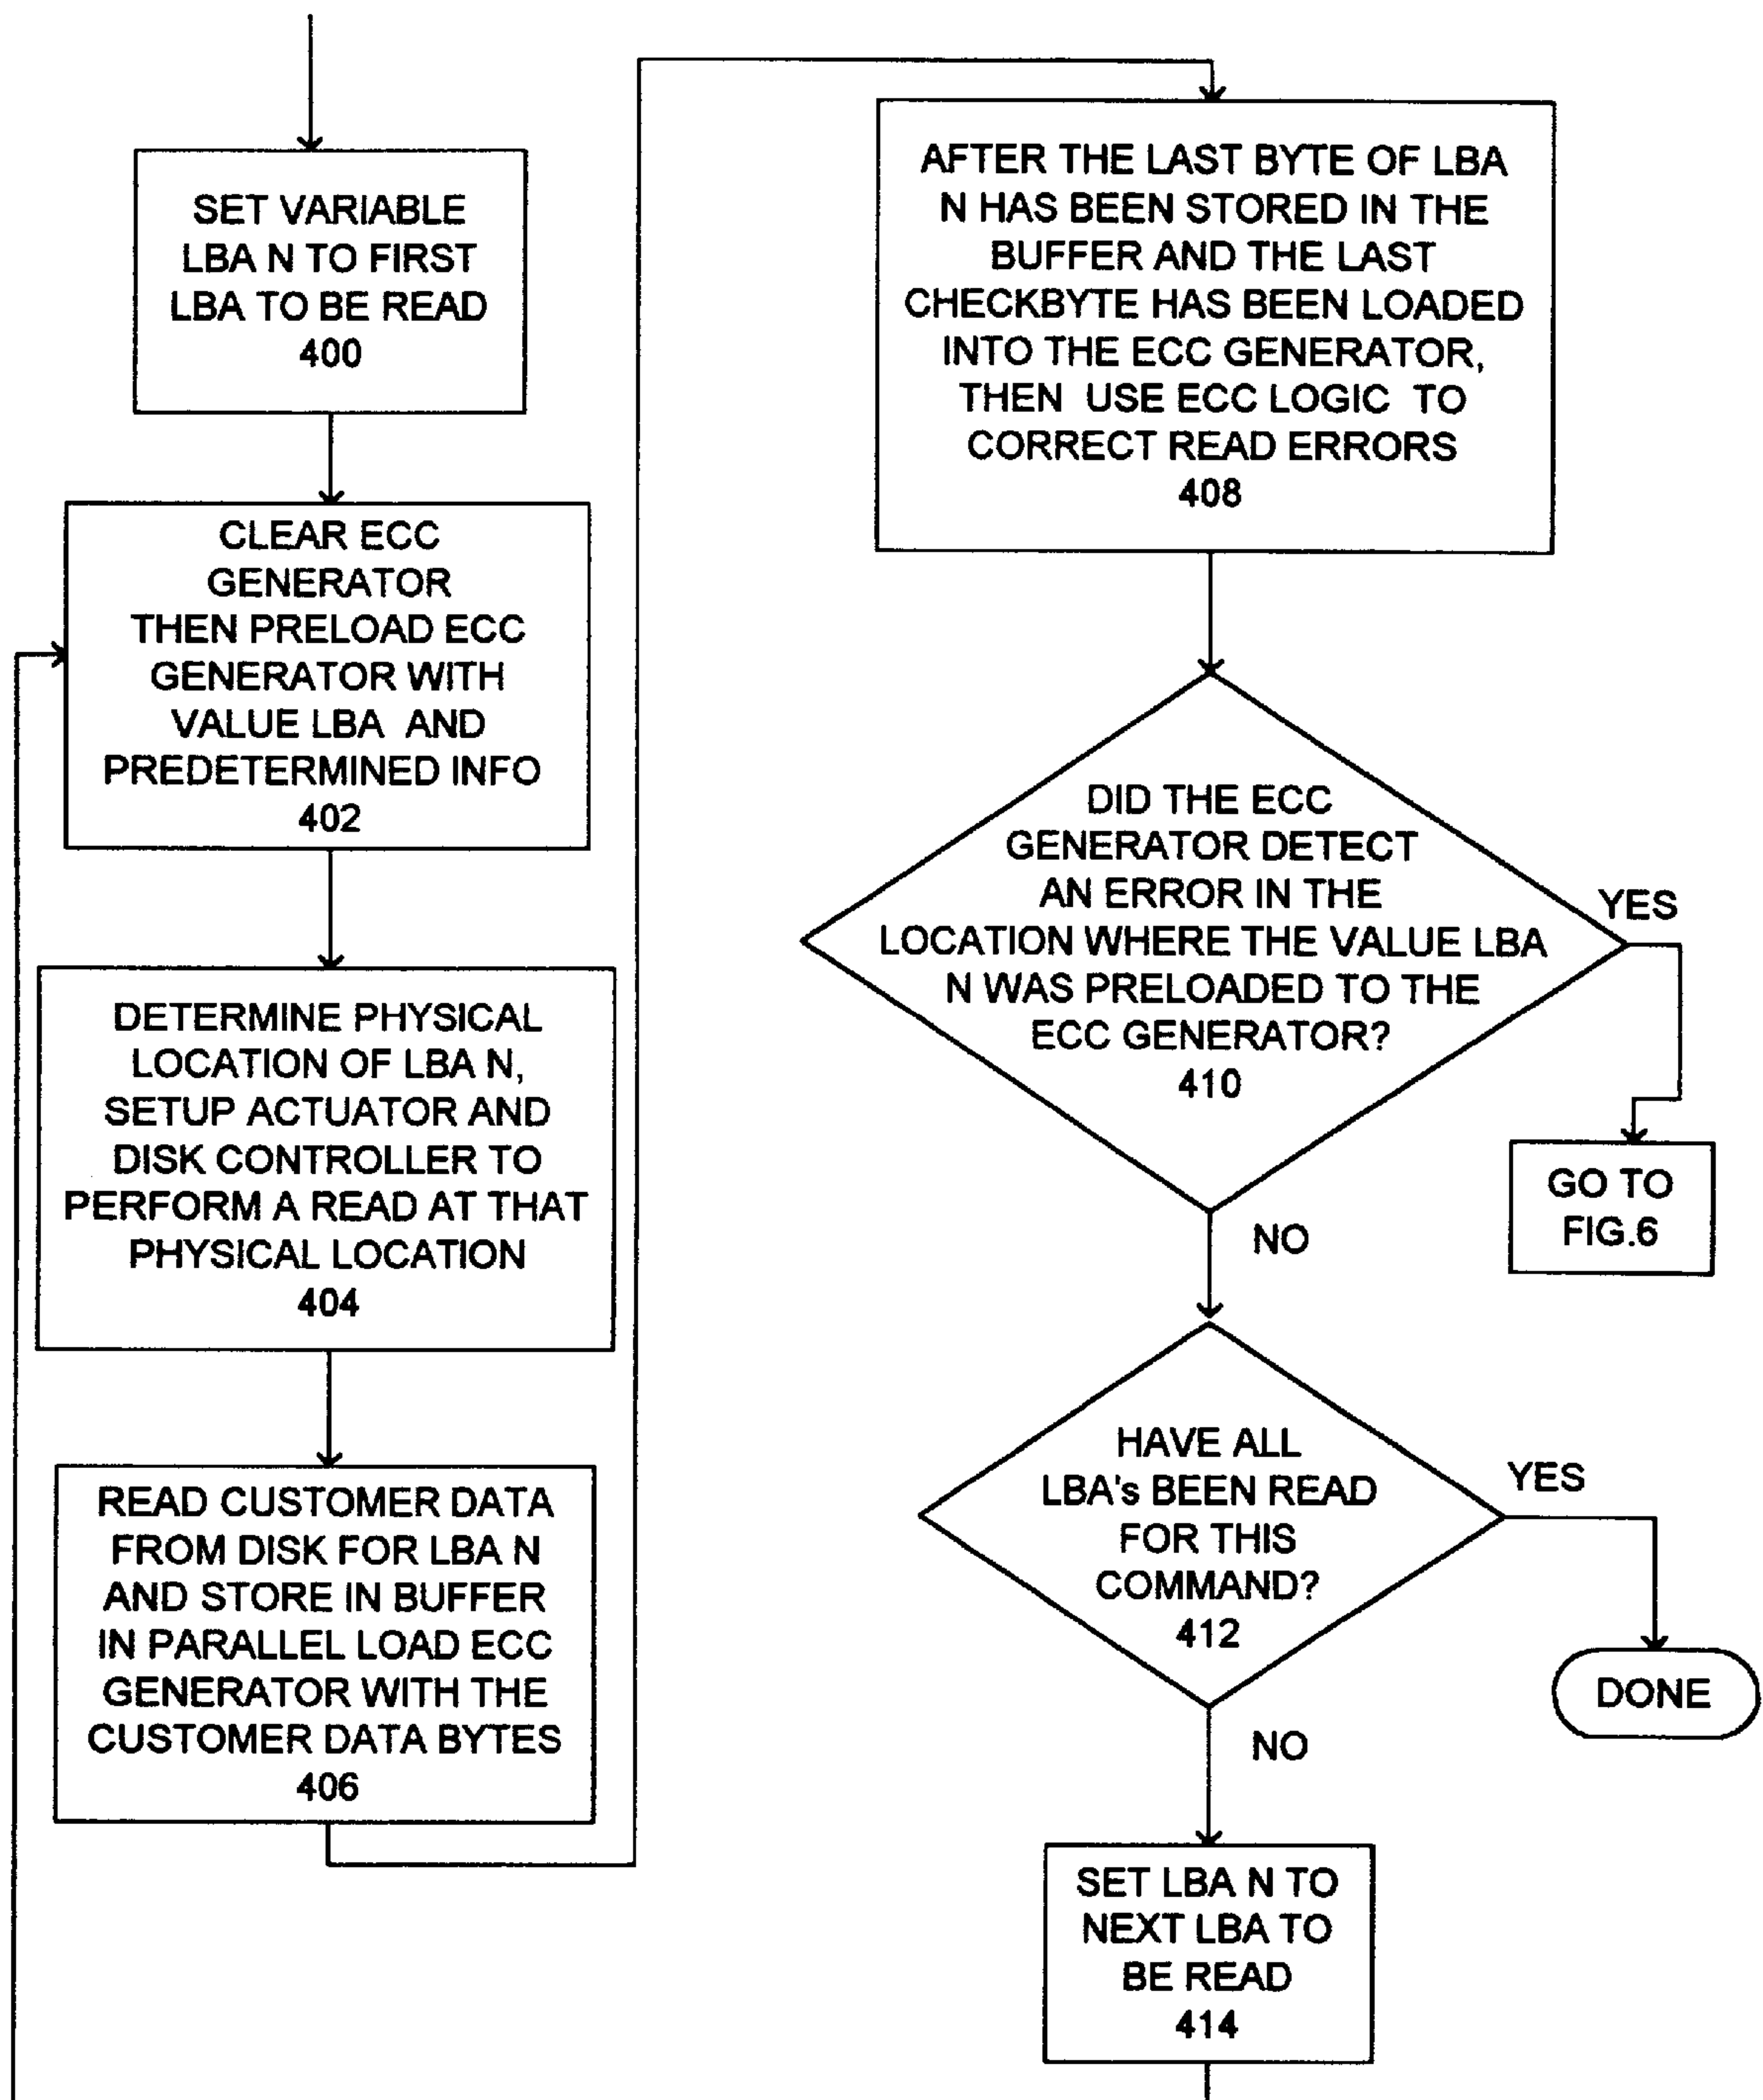 SET VARIABLE
LBA N TO FIRST
LBA TO BE READ
400
CLEAR ECC
GENERATOR
THEN PRELOAD ECC
GENERATOR WITH
VALUE LBA AND
PREDETERMINED INFO
402
DETERMINE PHYSICAL
LOCATION OF LBA N,
SETUP ACTUATOR AND
DISK CONTROLLER TO
PERFORM A READ AT THAT
PHYSICAL LOCATION
404
READ CUSTOMER DATA
FROM DISK FOR LBA N
AND STORE IN BUFFER
IN PARALLEL LOAD ECC
GENERATOR WITH THE
CUSTOMER DATA BYTES
406
AFTER THE LAST BYTE OF LBA
N HAS BEEN STORED IN THE
BUFFER AND THE LAST
CHECKBYTE HAS BEEN LOADED
INTO THE ECC GENERATOR,
THEN USE ECC LOGIC TO
CORRECT READ ERRORS
408
DID THE ECC
GENERATOR DETECT
AN ERROR IN THE
LOCATION WHERE THE VALUE LBA
N WAS PRELOADED TO THE
ECC GENERATOR?
410
YES
GO TO
FIG.6
NO
HAVE ALL
LBA's BEEN READ
FOR THIS
COMMAND?
412
YES
DONE
NO
SET LBA N TO
NEXT LBA TO
BE READ
414